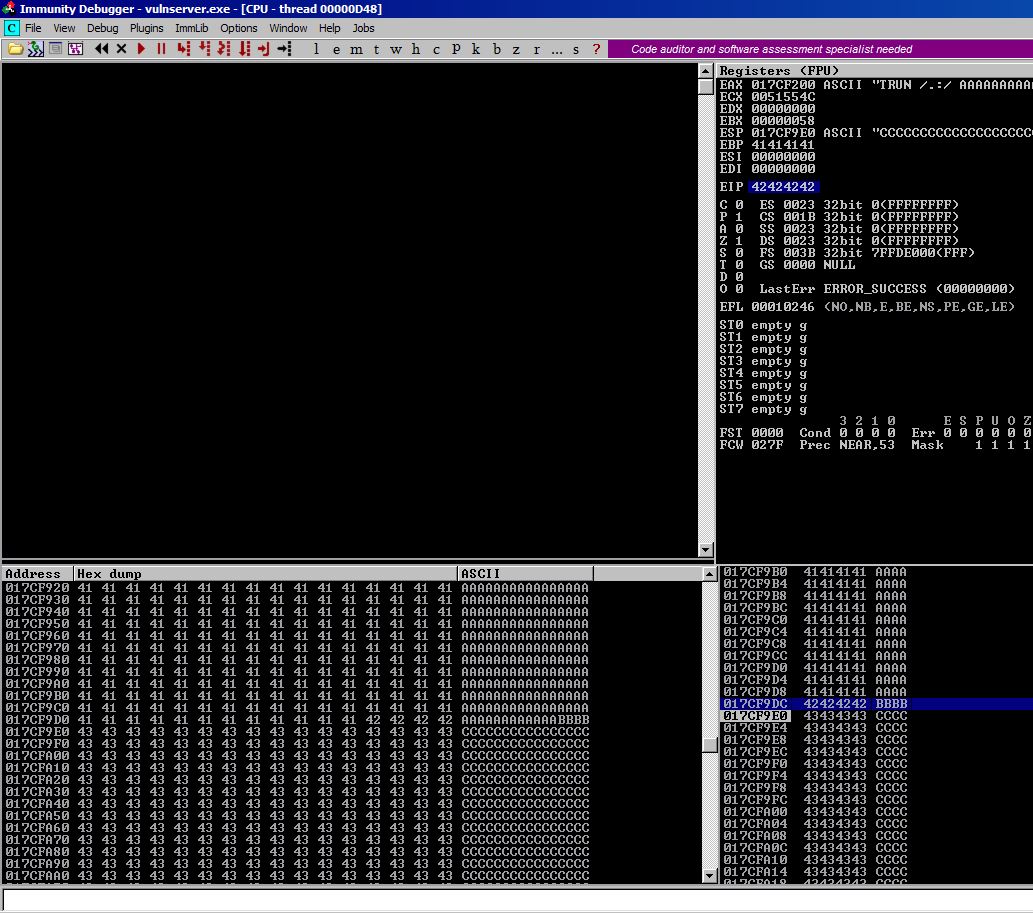 Immunity Debugger - vulnserver.exe - [CPU - thread 00000D48]
C File View Debug Plugins ImmLib Options Window Help Jobs
l e m t w h c P k b z r ... s ? Code auditor and software assessment specialist needed
Registers (FPU)
EAX 017CF200 ASCII "TRUN /.:/ AAAAAAAAAA
ECX 0051554C
EDX 00000000
EBX 00000058
ESP 017CF9E0 ASCII "CCCCCCCCCCCCCCCCCCC
EBP 41414141
ESI 00000000
EDI 00000000
EIP 42424242
C 0 ES 0023 32bit 0(FFFFFFFF)
P 1 CS 001B 32bit 0(FFFFFFFF)
A 0 SS 0023 32bit 0(FFFFFFFF)
Z 1 DS 0023 32bit 0(FFFFFFFF)
S 0 FS 003B 32bit 7FFDE000(FFF)
T 0 GS 0000 NULL
D 0
O 0 LastErr ERROR_SUCCESS (00000000)
EFL 00010246 (NO,NB,E,BE,NS,PE,GE,LE)
ST0 empty g
ST1 empty g
ST2 empty g
ST3 empty g
ST4 empty g
ST5 empty g
ST6 empty g
ST7 empty g
3 2 1 0 E S P U O Z
FST 0000 Cond 0 0 0 0 Err 0 0 0 0 0 0
FCW 027F Prec NEAR,53 Mask 1 1 1 1
Address Hex dump ASCII
017CF920 41 41 41 41 41 41 41 41 41 41 41 41 41 41 41 41 AAAAAAAAAAAAAAAA
017CF930 41 41 41 41 41 41 41 41 41 41 41 41 41 41 41 41 AAAAAAAAAAAAAAAA
017CF940 41 41 41 41 41 41 41 41 41 41 41 41 41 41 41 41 AAAAAAAAAAAAAAAA
017CF950 41 41 41 41 41 41 41 41 41 41 41 41 41 41 41 41 AAAAAAAAAAAAAAAA
017CF960 41 41 41 41 41 41 41 41 41 41 41 41 41 41 41 41 AAAAAAAAAAAAAAAA
017CF970 41 41 41 41 41 41 41 41 41 41 41 41 41 41 41 41 AAAAAAAAAAAAAAAA
017CF980 41 41 41 41 41 41 41 41 41 41 41 41 41 41 41 41 AAAAAAAAAAAAAAAA
017CF990 41 41 41 41 41 41 41 41 41 41 41 41 41 41 41 41 AAAAAAAAAAAAAAAA
017CF9A0 41 41 41 41 41 41 41 41 41 41 41 41 41 41 41 41 AAAAAAAAAAAAAAAA
017CF9B0 41 41 41 41 41 41 41 41 41 41 41 41 41 41 41 41 AAAAAAAAAAAAAAAA
017CF9C0 41 41 41 41 41 41 41 41 41 41 41 41 41 41 41 41 AAAAAAAAAAAAAAAA
017CF9D0 41 41 41 41 41 41 41 41 41 41 41 41 42 42 42 42 AAAAAAAAAAAABBBB
017CF9E0 43 43 43 43 43 43 43 43 43 43 43 43 43 43 43 43 CCCCCCCCCCCCCCCC
017CF9F0 43 43 43 43 43 43 43 43 43 43 43 43 43 43 43 43 CCCCCCCCCCCCCCCC
017CFA00 43 43 43 43 43 43 43 43 43 43 43 43 43 43 43 43 CCCCCCCCCCCCCCCC
017CFA10 43 43 43 43 43 43 43 43 43 43 43 43 43 43 43 43 CCCCCCCCCCCCCCCC
017CFA20 43 43 43 43 43 43 43 43 43 43 43 43 43 43 43 43 CCCCCCCCCCCCCCCC
017CFA30 43 43 43 43 43 43 43 43 43 43 43 43 43 43 43 43 CCCCCCCCCCCCCCCC
017CFA40 43 43 43 43 43 43 43 43 43 43 43 43 43 43 43 43 CCCCCCCCCCCCCCCC
017CFA50 43 43 43 43 43 43 43 43 43 43 43 43 43 43 43 43 CCCCCCCCCCCCCCCC
017CFA60 43 43 43 43 43 43 43 43 43 43 43 43 43 43 43 43 CCCCCCCCCCCCCCCC
017CFA70 43 43 43 43 43 43 43 43 43 43 43 43 43 43 43 43 CCCCCCCCCCCCCCCC
017CFA80 43 43 43 43 43 43 43 43 43 43 43 43 43 43 43 43 CCCCCCCCCCCCCCCC
017CFA90 43 43 43 43 43 43 43 43 43 43 43 43 43 43 43 43 CCCCCCCCCCCCCCCC
017CFAA0 43 43 43 43 43 43 43 43 43 43 43 43 43 43 43 43 CCCCCCCCCCCCCCCC
017CF9B0 41414141 AAAA
017CF9B4 41414141 AAAA
017CF9B8 41414141 AAAA
017CF9BC 41414141 AAAA
017CF9C0 41414141 AAAA
017CF9C4 41414141 AAAA
017CF9C8 41414141 AAAA
017CF9CC 41414141 AAAA
017CF9D0 41414141 AAAA
017CF9D4 41414141 AAAA
017CF9D8 41414141 AAAA
017CF9DC 42424242 BBBB
017CF9E0 43434343 CCCC
017CF9E4 43434343 CCCC
017CF9E8 43434343 CCCC
017CF9EC 43434343 CCCC
017CF9F0 43434343 CCCC
017CF9F4 43434343 CCCC
017CF9F8 43434343 CCCC
017CF9FC 43434343 CCCC
017CFA00 43434343 CCCC
017CFA04 43434343 CCCC
017CFA08 43434343 CCCC
017CFA0C 43434343 CCCC
017CFA10 43434343 CCCC
017CFA14 43434343 CCCC
017CFA18 43434343 CCCC